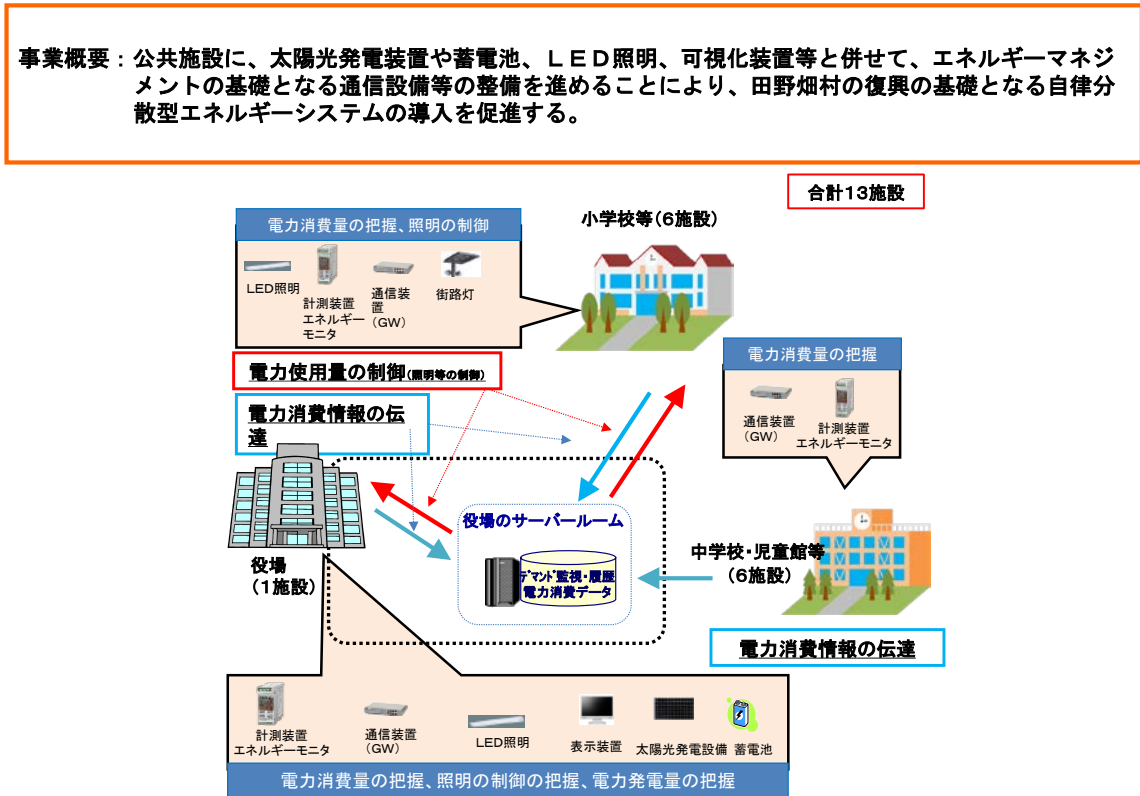 事業概要：公共施設に、太陽光発電装置や蓄電池、ＬＥＤ照明、可視化装置等と併せて、エネルギーマネジ
メントの基礎となる通信設備等の整備を進めることにより、田野畑村の復興の基礎となる自律分
散型エネルギーシステムの導入を促進する。
合計13施設
電力消費量の把握、照明の制御
小学校等（6施設）
LED照明
計測装置
エネルギー
モニタ
通信装
置
（GW）
街路灯
電力消費量の把握
通信装置
（GW）
計測装置
エネルギーモニタ
電力使用量の制御（照明等の制御）
電力消費情報の伝
達
役場のサーバールーム
ﾃﾞﾏﾝﾄﾞ監視・履歴
電力消費データ
役場
（1施設）
中学校・児童館等
（6施設）
電力消費情報の伝達
計測装置
エネルギーモニタ
通信装置
（GW）
LED照明
表示装置
太陽光発電設備
蓄電池
電力消費量の把握、照明の制御の把握、電力発電量の把握